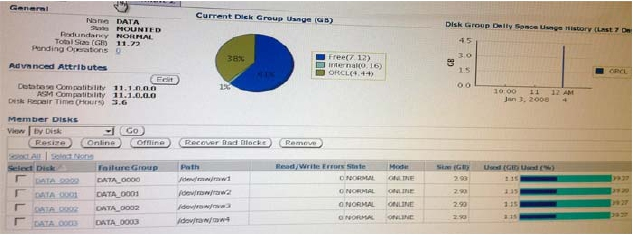 General
Name DATA
State MOUNTED
Redundancy NORMAL
Total Size (GB) 11.72
Pending Operations 0
Advanced Attributes
Edit
Database Compatibility 11.1.0.0.0
ASM Compatibility 11.1.0.0.0
Disk Repair Time (Hours) 3.6
Current Disk Group Usage (GB)
38%
61%
1%
Free(7.12)
Internal(0.16)
ORCL(4.44)
Disk Group Daily Space Usage History (Last 7 De
GB
4.5
3.0
1.5
0.0
10:00 11 12 AM
Jan 3, 2008 4
ORCL
Member Disks
View By Disk Go
Resize Online Offline Recover Bad Blocks Remove
Select All Select None
Select Disk Failure Group Path Read/Write Errors State Mode Size (GB) Used (GB) Used (%)
DATA_0000 DATA_0000 /dev/raw/raw1 0 NORMAL ONLINE 2.93 1.15 39.27
DATA_0001 DATA_0001 /dev/raw/raw2 0 NORMAL ONLINE 2.93 1.15 39.27
DATA_0002 DATA_0002 /dev/raw/raw3 0 NORMAL ONLINE 2.93 1.15 39.27
DATA_0003 DATA_0003 /dev/raw/raw4 0 NORMAL ONLINE 2.93 1.15 39.27